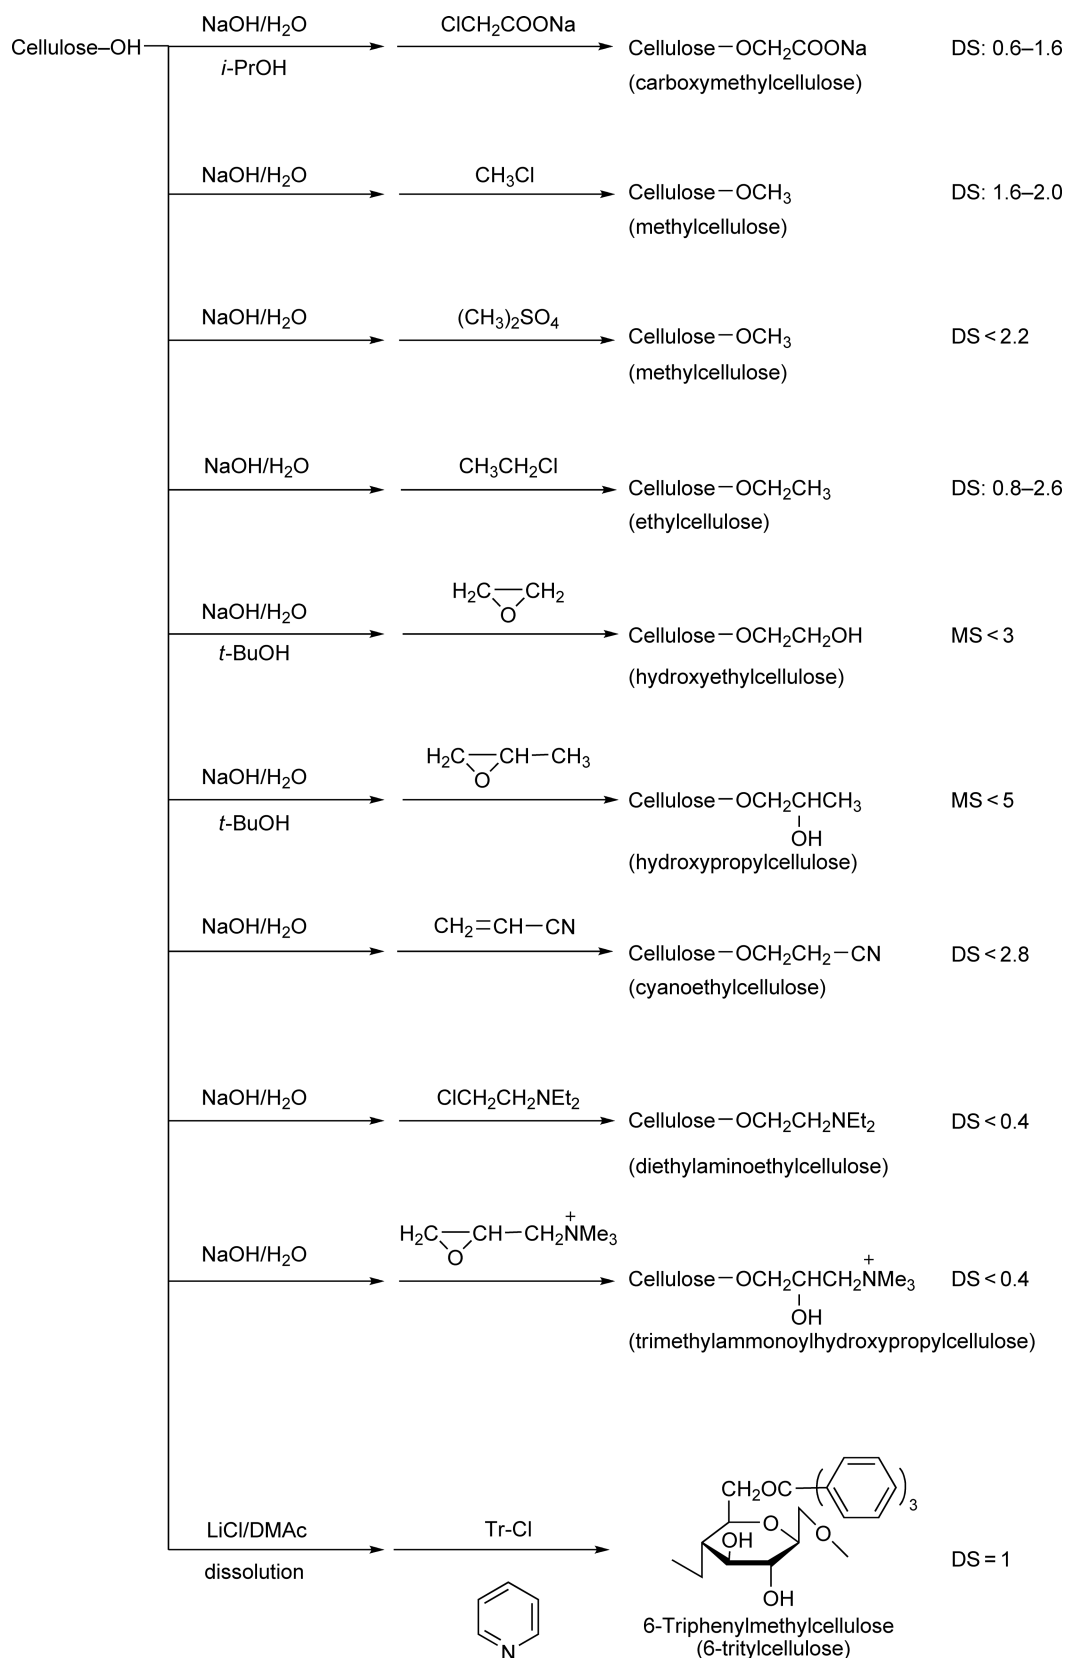 NaOH/H₂O ClCH₂COONa
Cellulose–OH Cellulose–OCH₂COONa DS: 0.6–1.6
i-PrOH
(carboxymethylcellulose)
NaOH/H₂O CH₃Cl
Cellulose–OCH₃ DS: 1.6–2.0
(methylcellulose)
NaOH/H₂O (CH₃)₂SO₄
Cellulose–OCH₃ DS < 2.2
(methylcellulose)
NaOH/H₂O CH₃CH₂Cl
Cellulose–OCH₂CH₃ DS: 0.8–2.6
(ethylcellulose)
H₂C CH₂
O
NaOH/H₂O
Cellulose–OCH₂CH₂OH MS < 3
t-BuOH
(hydroxyethylcellulose)
H₂C CH–CH₃
O
NaOH/H₂O
Cellulose–OCH₂CHCH₃ MS < 5
t-BuOH
OH
(hydroxypropylcellulose)
NaOH/H₂O CH₂=CH–CN
Cellulose–OCH₂CH₂–CN DS < 2.8
(cyanoethylcellulose)
NaOH/H₂O ClCH₂CH₂NEt₂
Cellulose–OCH₂CH₂NEt₂ DS < 0.4
(diethylaminoethylcellulose)
+
H₂C CH–CH₂NMe₃
O
NaOH/H₂O
+
Cellulose–OCH₂CHCH₂NMe₃ DS < 0.4
OH
(trimethylammonoylhydroxypropylcellulose)
CH₂OC ( )₃
O
O
OH
LiCl/DMAc Tr-Cl
DS = 1
dissolution
OH
N
6-Triphenylmethylcellulose
(6-tritylcellulose)